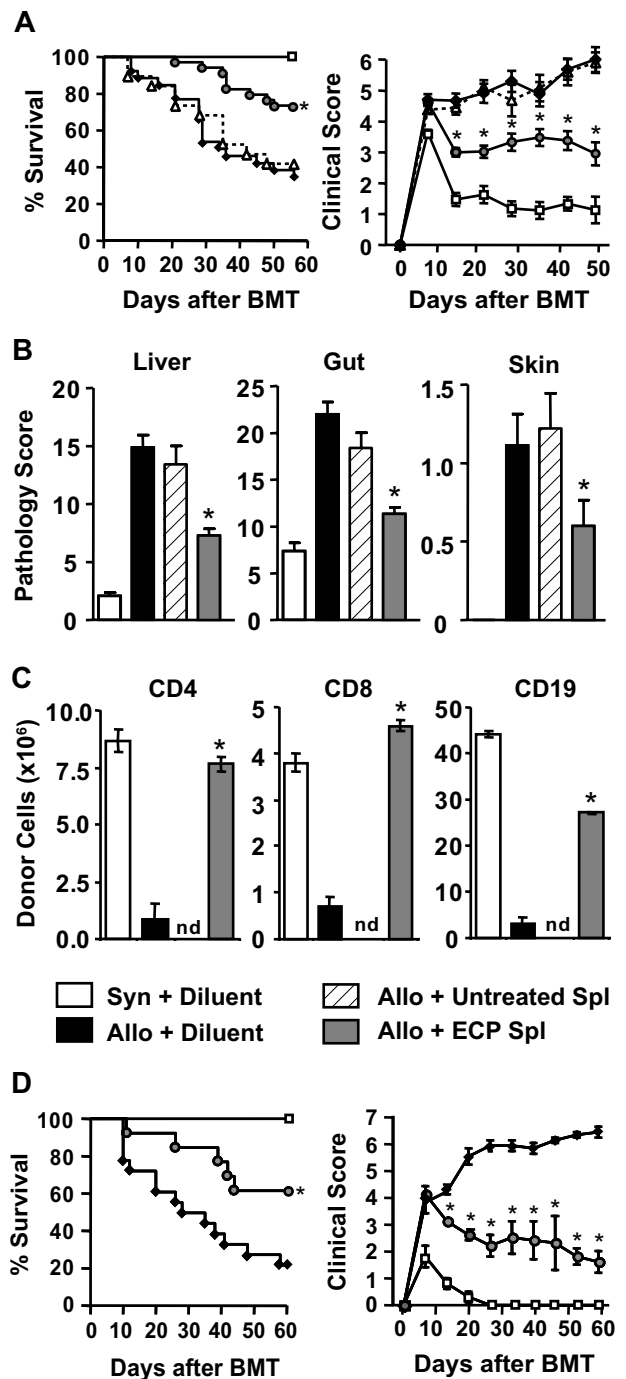 A
% Survival
100
80
60
40
20
0
0 10 20 30 40 50 60
Days after BMT
*
Clinical Score
6
5
4
3
2
1
0
0 10 20 30 40 50
Days after BMT
* * * * * *
B
Liver
Gut
Skin
Pathology Score
20
15
10
5
0
*
25
20
15
10
5
0
*
1.5
1.0
0.5
0
*
C
CD4
CD8
CD19
Donor Cells (x10⁶)
10.0
7.5
5.0
2.5
0.0
nd
*
5
4
3
2
1
0
nd
*
50
40
30
20
10
0
nd
*
Syn + Diluent
Allo + Untreated Spl
Allo + Diluent
Allo + ECP Spl
D
% Survival
100
80
60
40
20
0
0 10 20 30 40 50 60
Days after BMT
*
Clinical Score
7
6
5
4
3
2
1
0
0 10 20 30 40 50 60
Days after BMT
* * * * * * * *